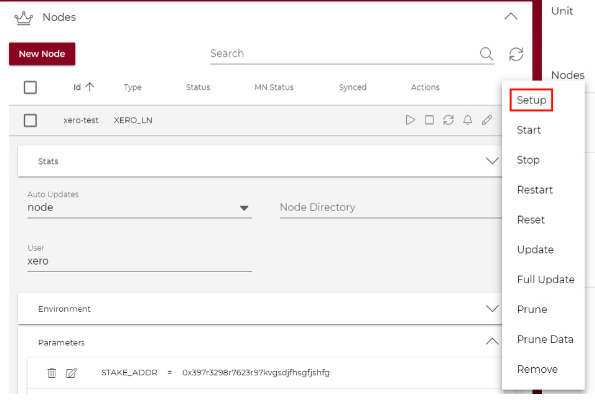 Nodes
New Node
Search
Id Type Status MN Status Synced Actions
xero-test XERO_LN
Stats
Auto Updates
node
Node Directory
User
xero
Environment
Parameters
STAKE_ADDR = 0x397r3298r7623r97kvgsdjfhsgfjshfg
Unit
Nodes
Setup
Start
Stop
Restart
Reset
Update
Full Update
Prune
Prune Data
Remove